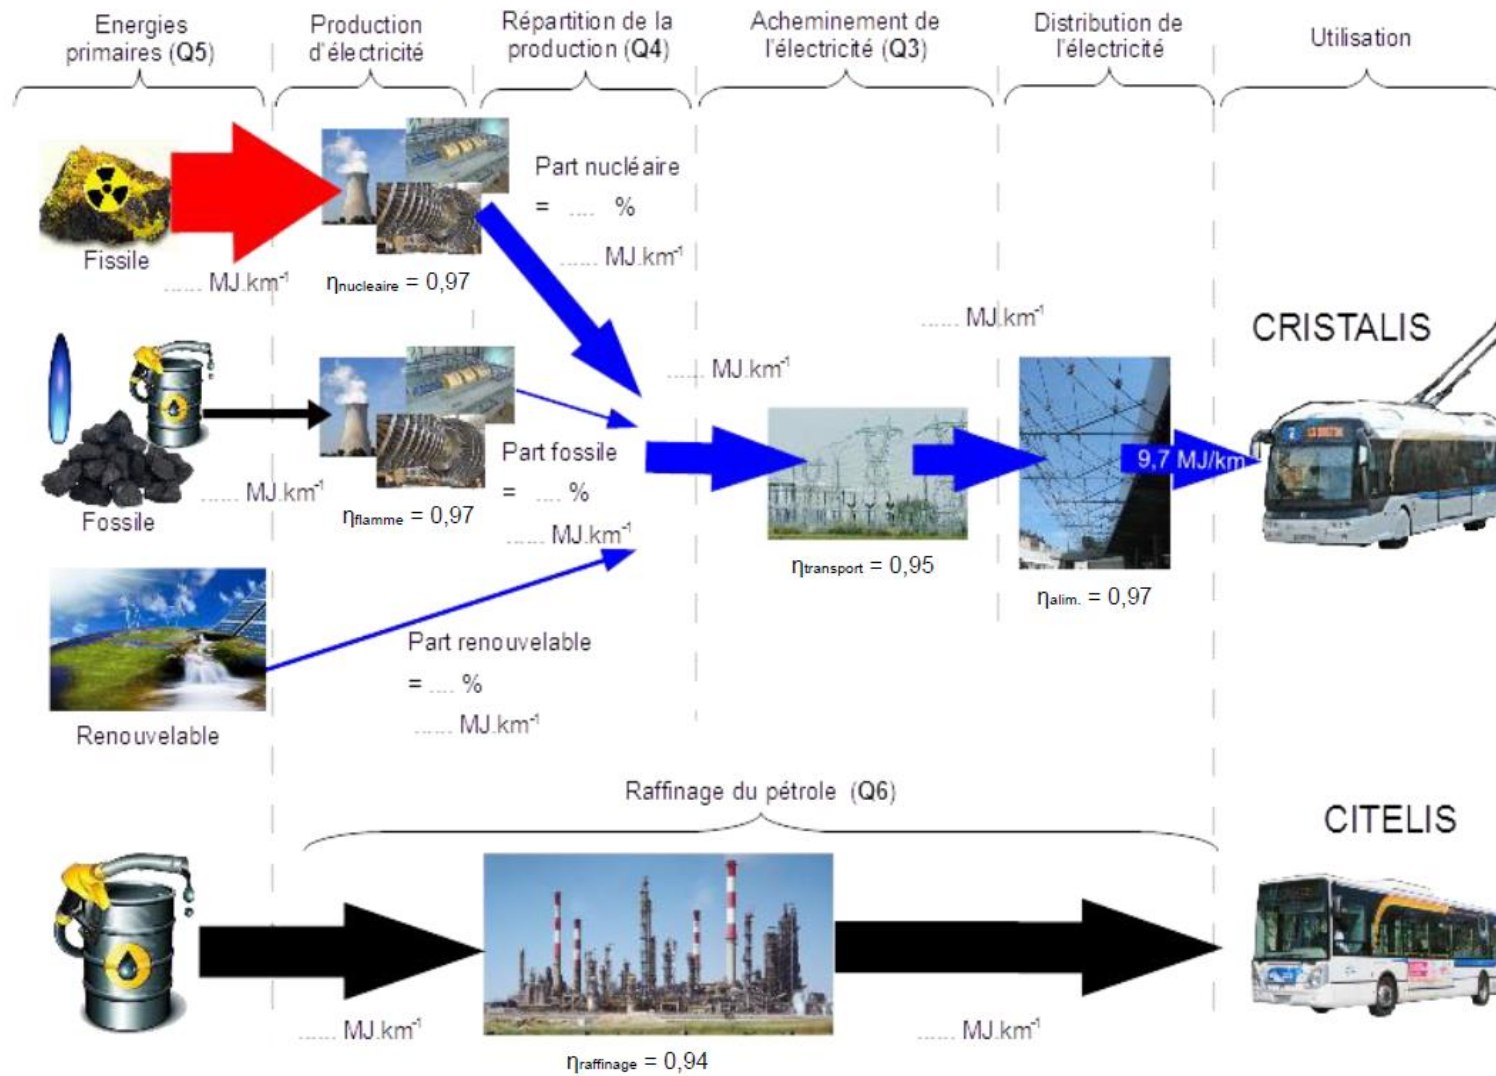 Energies
primaires (Q5)
Production
d'électricité
Répartition de la
production (Q4)
Acheminement de
l'électricité (Q3)
Distribution de
l'électricité
Utilisation
Part nucléaire
= .... %
...... MJ.km⁻¹
Fissile
...... MJ.km⁻¹
ηnucleaire = 0,97
...... MJ.km⁻¹
CRISTALIS
...... MJ.km⁻¹
Part fossile
= .... %
...... MJ.km⁻¹
9,7 MJ/km
...... MJ.km⁻¹
Fossile
ηflamme = 0,97
ηtransport = 0,95
ηalim. = 0,97
Part renouvelable
= .... %
...... MJ.km⁻¹
Renouvelable
Raffinage du pétrole (Q6)
CITELIS
...... MJ.km⁻¹
...... MJ.km⁻¹
ηraffinage = 0,94